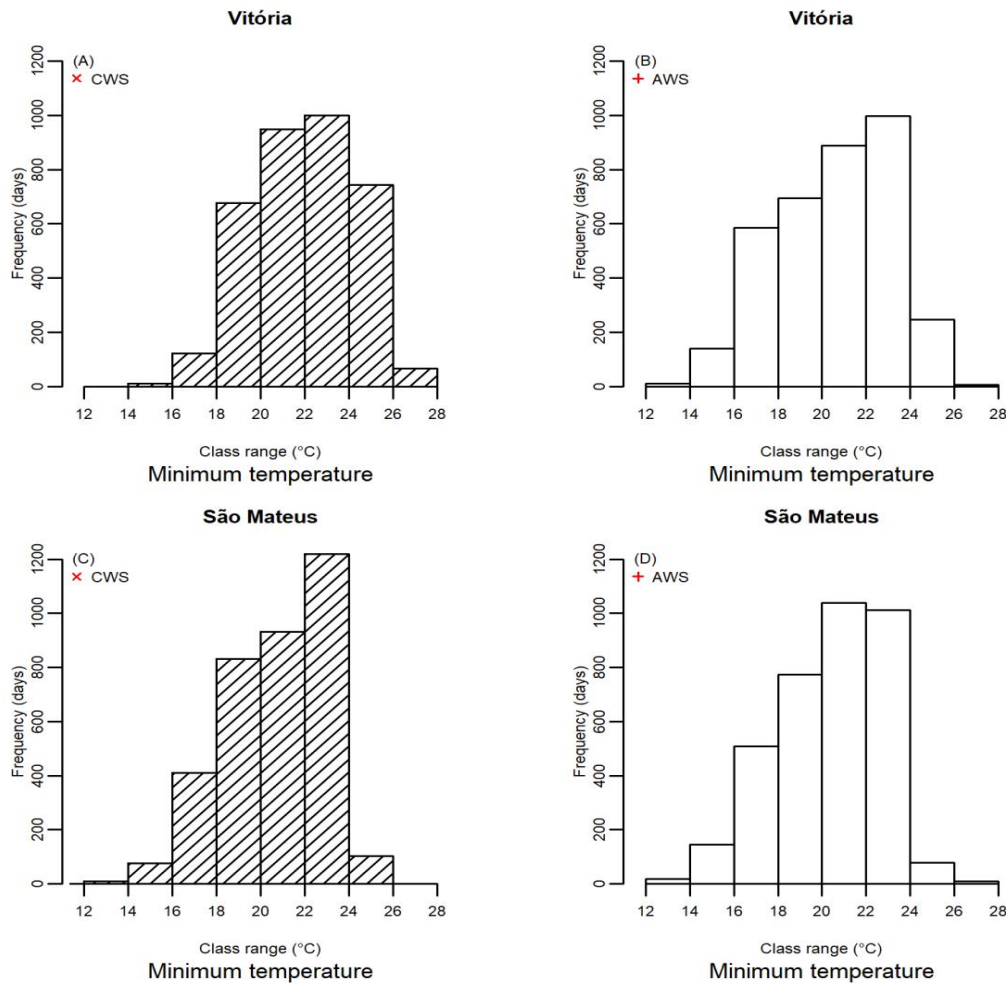 Vitória
(A)
× CWS
Frequency (days)
0 200 400 600 800 1000 1200
12 14 16 18 20 22 24 26 28
Class range (°C)
Minimum temperature
Vitória
(B)
+ AWS
Frequency (days)
0 200 400 600 800 1000 1200
12 14 16 18 20 22 24 26 28
Class range (°C)
Minimum temperature
São Mateus
(C)
× CWS
Frequency (days)
0 200 400 600 800 1000 1200
12 14 16 18 20 22 24 26 28
Class range (°C)
Minimum temperature
São Mateus
(D)
+ AWS
Frequency (days)
0 200 400 600 800 1000 1200
12 14 16 18 20 22 24 26 28
Class range (°C)
Minimum temperature